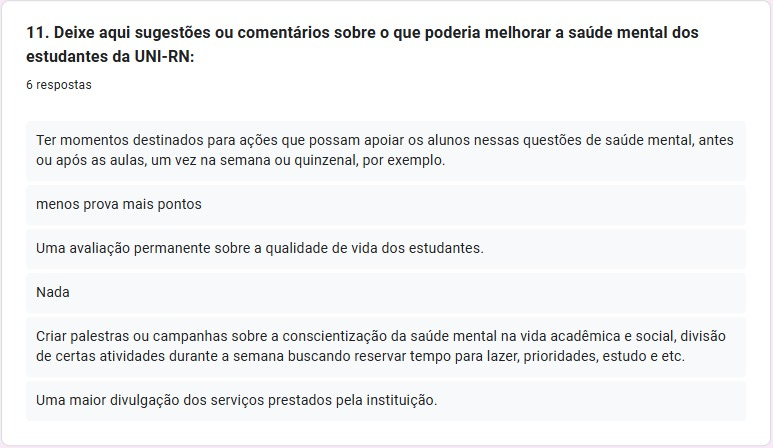 11. Deixe aqui sugestões ou comentários sobre o que poderia melhorar a saúde mental dos
estudantes da UNI-RN:
6 respostas
Ter momentos destinados para ações que possam apoiar os alunos nessas questões de saúde mental, antes
ou após as aulas, um vez na semana ou quinzenal, por exemplo.
menos prova mais pontos
Uma avaliação permanente sobre a qualidade de vida dos estudantes.
Nada
Criar palestras ou campanhas sobre a conscientização da saúde mental na vida acadêmica e social, divisão
de certas atividades durante a semana buscando reservar tempo para lazer, prioridades, estudo e etc.
Uma maior divulgação dos serviços prestados pela instituição.